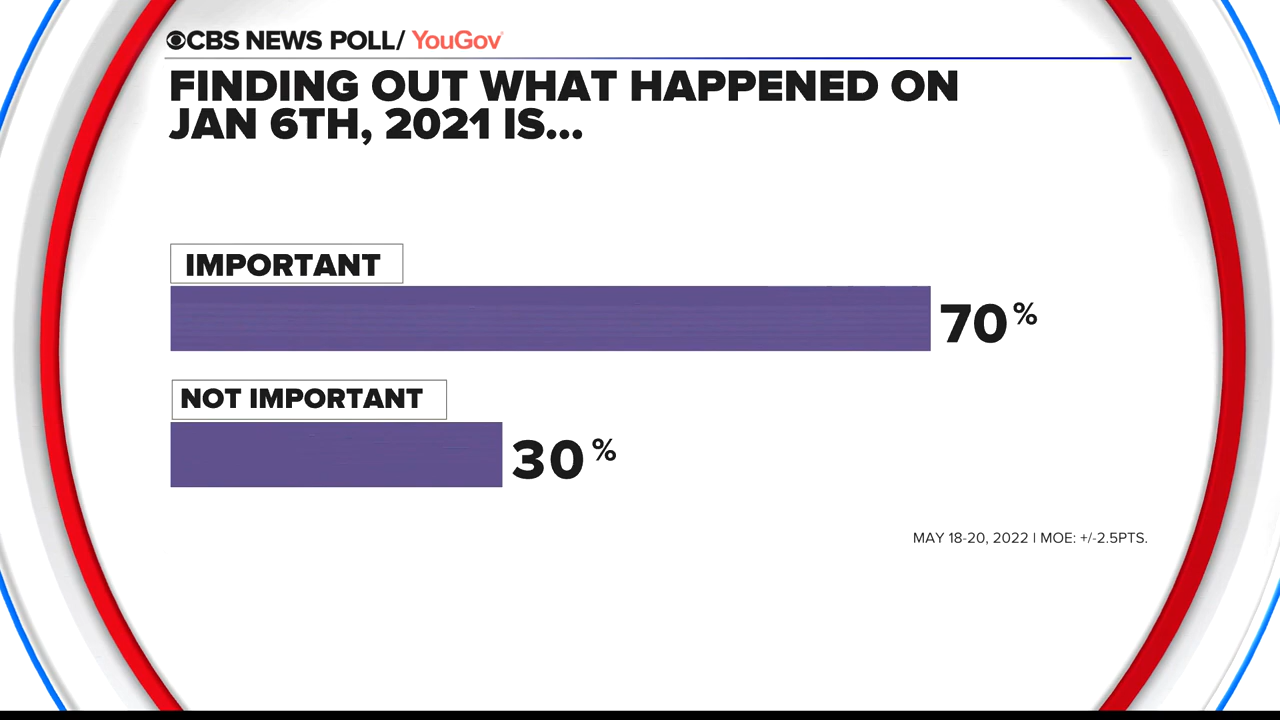 CBS NEWS POLL/ YouGov
FINDING OUT WHAT HAPPENED ON
JAN 6TH, 2021 IS...
IMPORTANT
70%
NOT IMPORTANT
30%
MAY 18-20, 2022 | MOE: +/-2.5PTS.